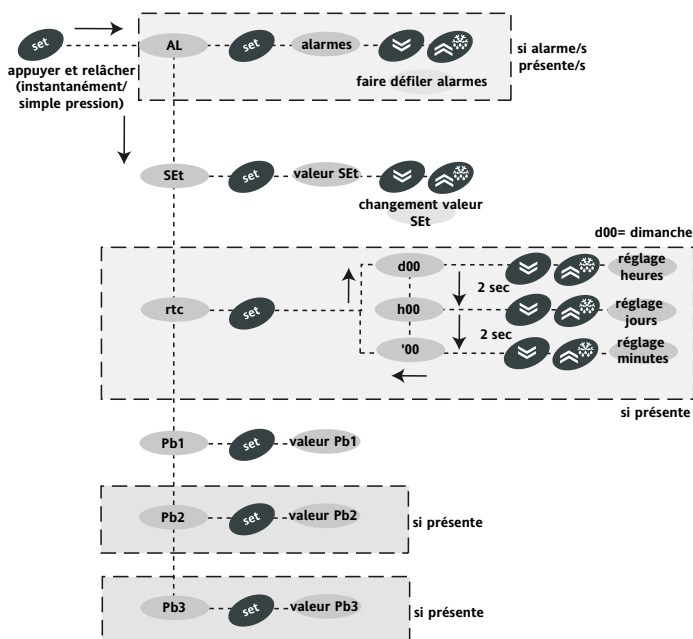 set
AL
set
alarmes
si alarme/s
présente/s
appuyer et relâcher
(instantanément/
simple pression)
faire défiler alarmes
SEt
set
valeur SEt
changement valeur
SEt
d00= dimanche
d00
réglage
heures
2 sec
rtc
set
h00
réglage
jours
2 sec
'00
réglage
minutes
si présente
Pb1
set
valeur Pb1
Pb2
set
valeur Pb2
si présente
Pb3
set
valeur Pb3
si présente